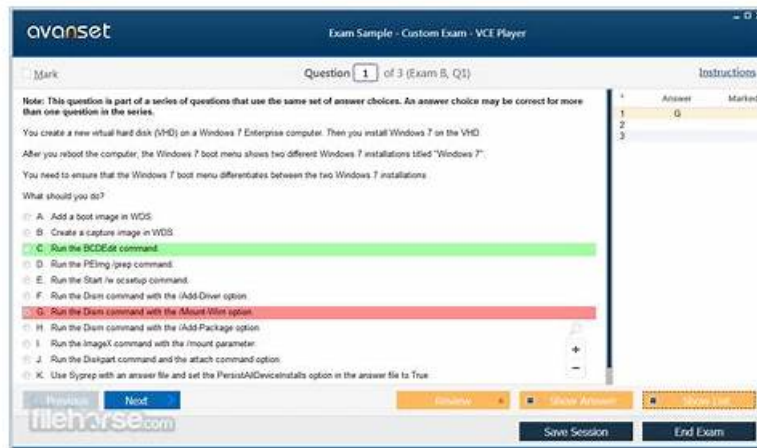 avanset
Exam Sample - Custom Exam - VCE Player
Mark
Question 1 of 3 (Exam B, Q1)
Instructions
Note: This question is part of a series of questions that use the same set of answer choices. An answer choice may be correct for more
than one question in the series.
You create a new virtual hard disk (VHD) on a Windows 7 Enterprise computer. Then you install Windows 7 on the VHD.
After you reboot the computer, the Windows 7 boot menu shows two different Windows 7 installations titled "Windows 7".
You need to ensure that the Windows 7 boot menu differentiates between the two Windows 7 installations.
What should you do?
A. Add a boot image in WDS.
B. Create a capture image in WDS.
C. Run the BCDEdit command.
D. Run the PEImg /prep command.
E. Run the Start /w ocsetup command.
F. Run the Dism command with the /Add-Driver option.
G. Run the Dism command with the /Mount-Wim option.
H. Run the Dism command with the /Add-Package option.
I. Run the ImageX command with the /mount parameter.
J. Run the Diskpart command and the attach command option.
K. Use Syprep with an answer file and set the PersistAllDeviceInstalls option in the answer file to True
* Answer Marked
1 G
2
3
+
−
Previous
Next
Review
Show Answer
Show List
filehorse.com
Save Session
End Exam